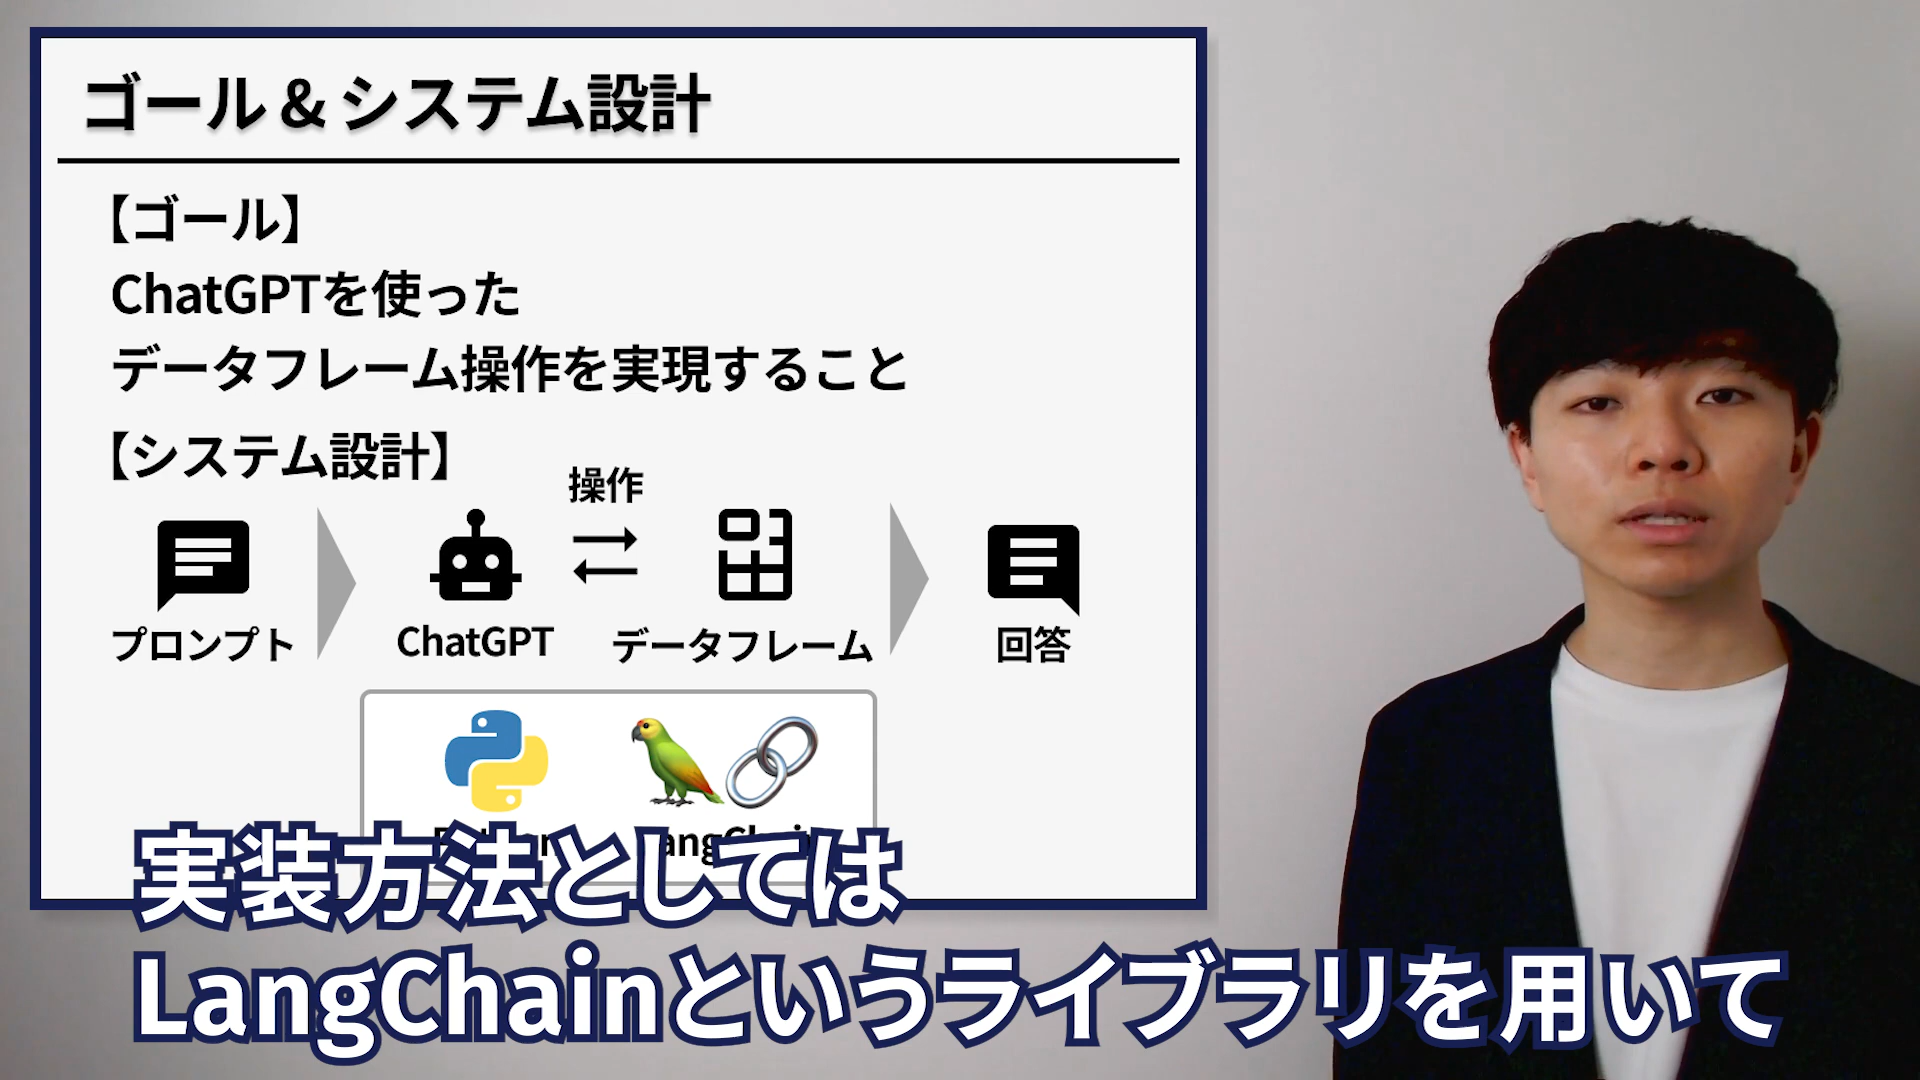 ゴール & システム設計
【ゴール】
ChatGPTを使った
データフレーム操作を実現すること
【システム設計】
操作
プロンプト
ChatGPT
データフレーム
回答
実装方法としては
LangChainというライブラリを用いて